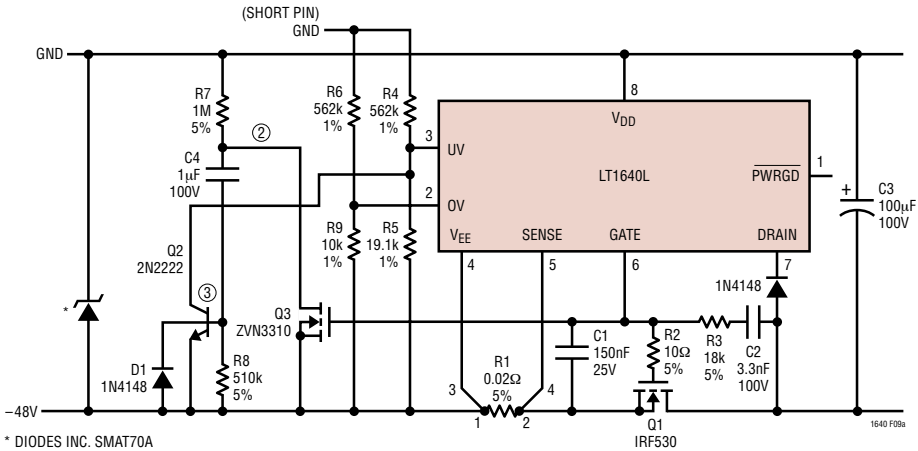 (SHORT PIN)
GND
GND
R7
1M
5%
②
C4
1µF
100V
R6
562k
1%
R4
562k
1%
3
UV
2
OV
8
VDD
LT1640L
PWRGD
1
VEE
SENSE
GATE
DRAIN
4
5
6
7
+
C3
100µF
100V
R9
10k
1%
R5
19.1k
1%
Q2
2N2222
③
*
Q3
ZVN3310
D1
1N4148
R8
510k
5%
1N4148
C1
150nF
25V
R2
10Ω
5%
R3
18k
5%
C2
3.3nF
100V
R1
0.02Ω
5%
3
4
1
2
−48V
Q1
IRF530
1640 F09a
* DIODES INC. SMAT70A